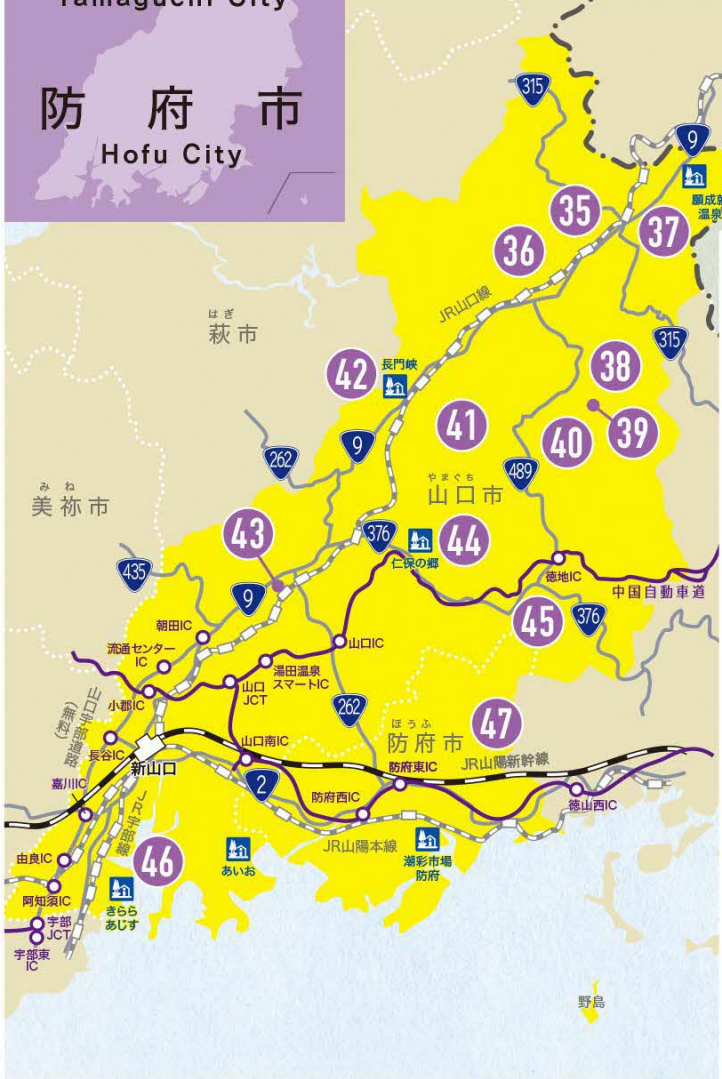 Yamaguchi City
防府市
Hofu City
315
9
願成就
温泉
35
37
36
JR山口線
はぎ
萩市
315
長門峡
42
38
39
41
40
9
262
やまぐち
山口市
489
みね
美祢市
43
376
仁保の郷
44
435
徳地IC
中国自動車道
9
376
45
朝田IC
流通センター
IC
山口IC
湯田温泉
スマートIC
山口
JCT
小郡IC
262
47
ほうふ
防府市
山口宇部道路
(無料)
長谷IC
新山口
山口南IC
JR山陽新幹線
防府東IC
嘉川IC
2
防府西IC
徳山西IC
JR宇部線
JR山陽本線
由良IC
46
あいお
潮彩市場
防府
阿知須IC
きらら
あじす
宇部
JCT
宇部東
IC
野島